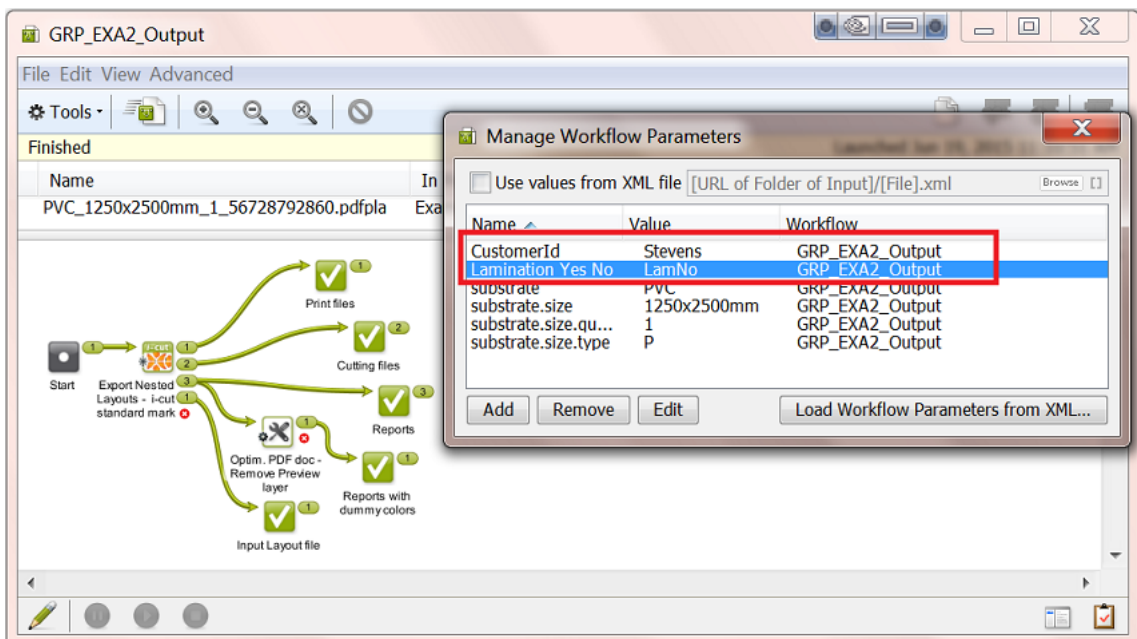 GRP_EXA2_Output
File Edit View Advanced
Tools
Finished
Name In
PVC_1250x2500mm_1_56728792860.pdfpla Exa
Manage Workflow Parameters
Use values from XML file [URL of Folder of Input]/[File].xml Browse []
Name Value Workflow
CustomerId Stevens GRP_EXA2_Output
Lamination Yes No LamNo GRP_EXA2_Output
substrate PVC GRP_EXA2_Output
substrate.size 1250x2500mm GRP_EXA2_Output
substrate.size.qu... 1 GRP_EXA2_Output
substrate.size.type P GRP_EXA2_Output
Add Remove Edit Load Workflow Parameters from XML...
1
Print files
2
Cutting files
1 i-cut 1
2
3
1
Start
Export Nested
Layouts - i-cut
standard mark
3
Reports
1
Optim. PDF doc -
Remove Preview
layer
1
Reports with
dummy colors
1
Input Layout file